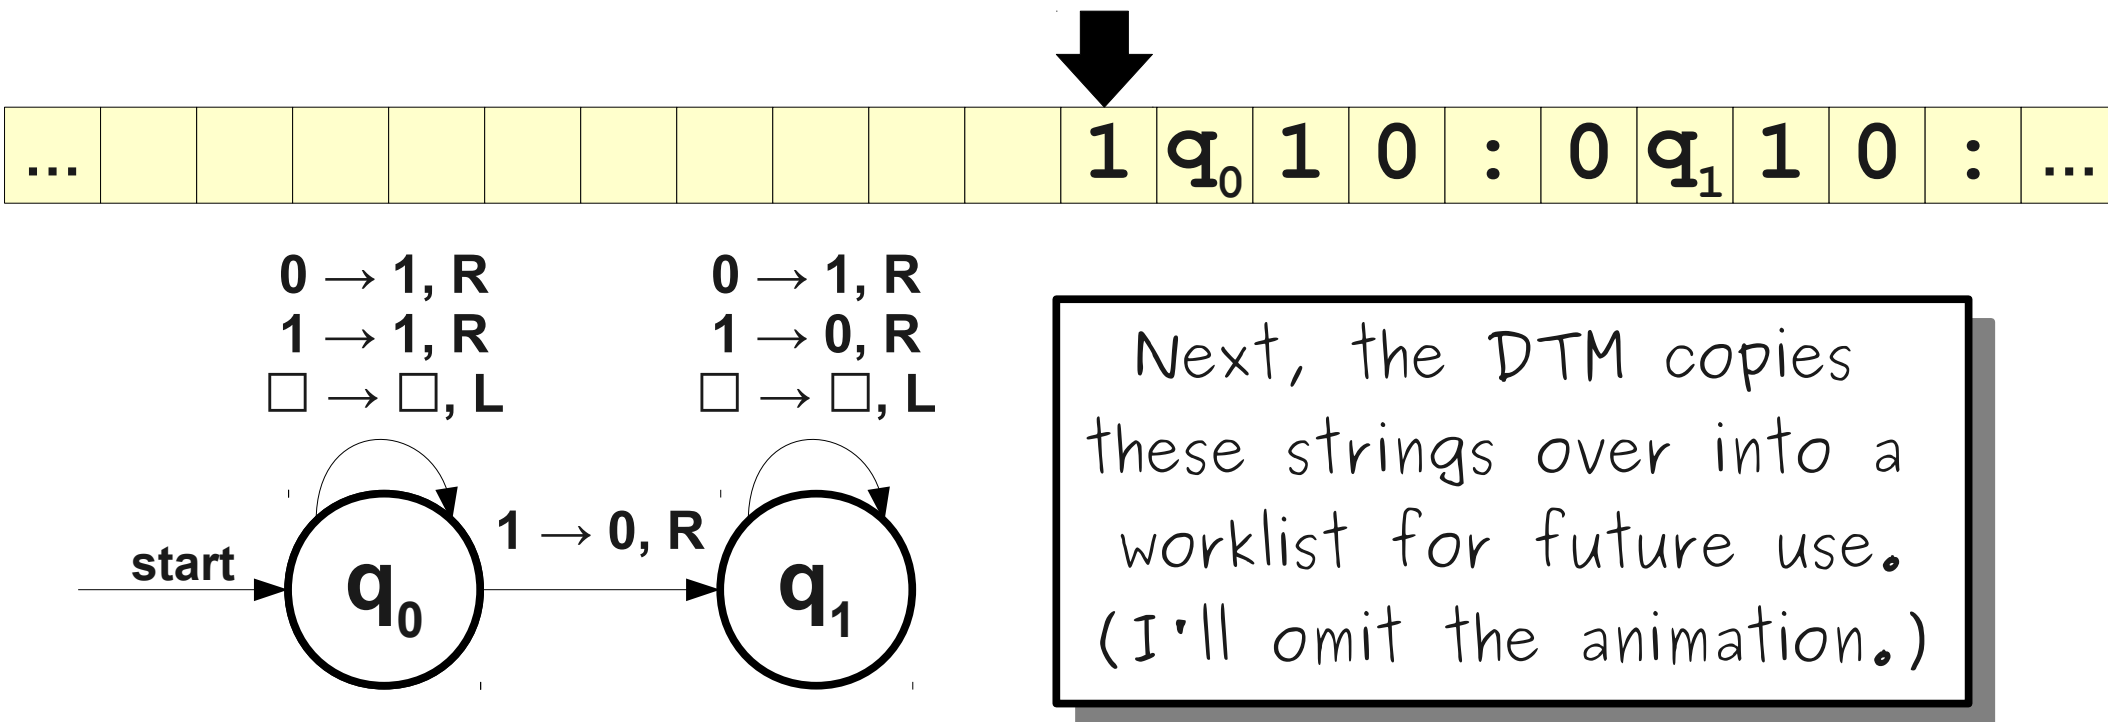 ... 1 q₀ 1 0 : 0 q₁ 1 0 : ...
0 → 1, R
1 → 1, R
□ → □, L
0 → 1, R
1 → 0, R
□ → □, L
start
q₀
1 → 0, R
q₁
Next, the DTM copies
these strings over into a
worklist for future use.
(I'll omit the animation.)